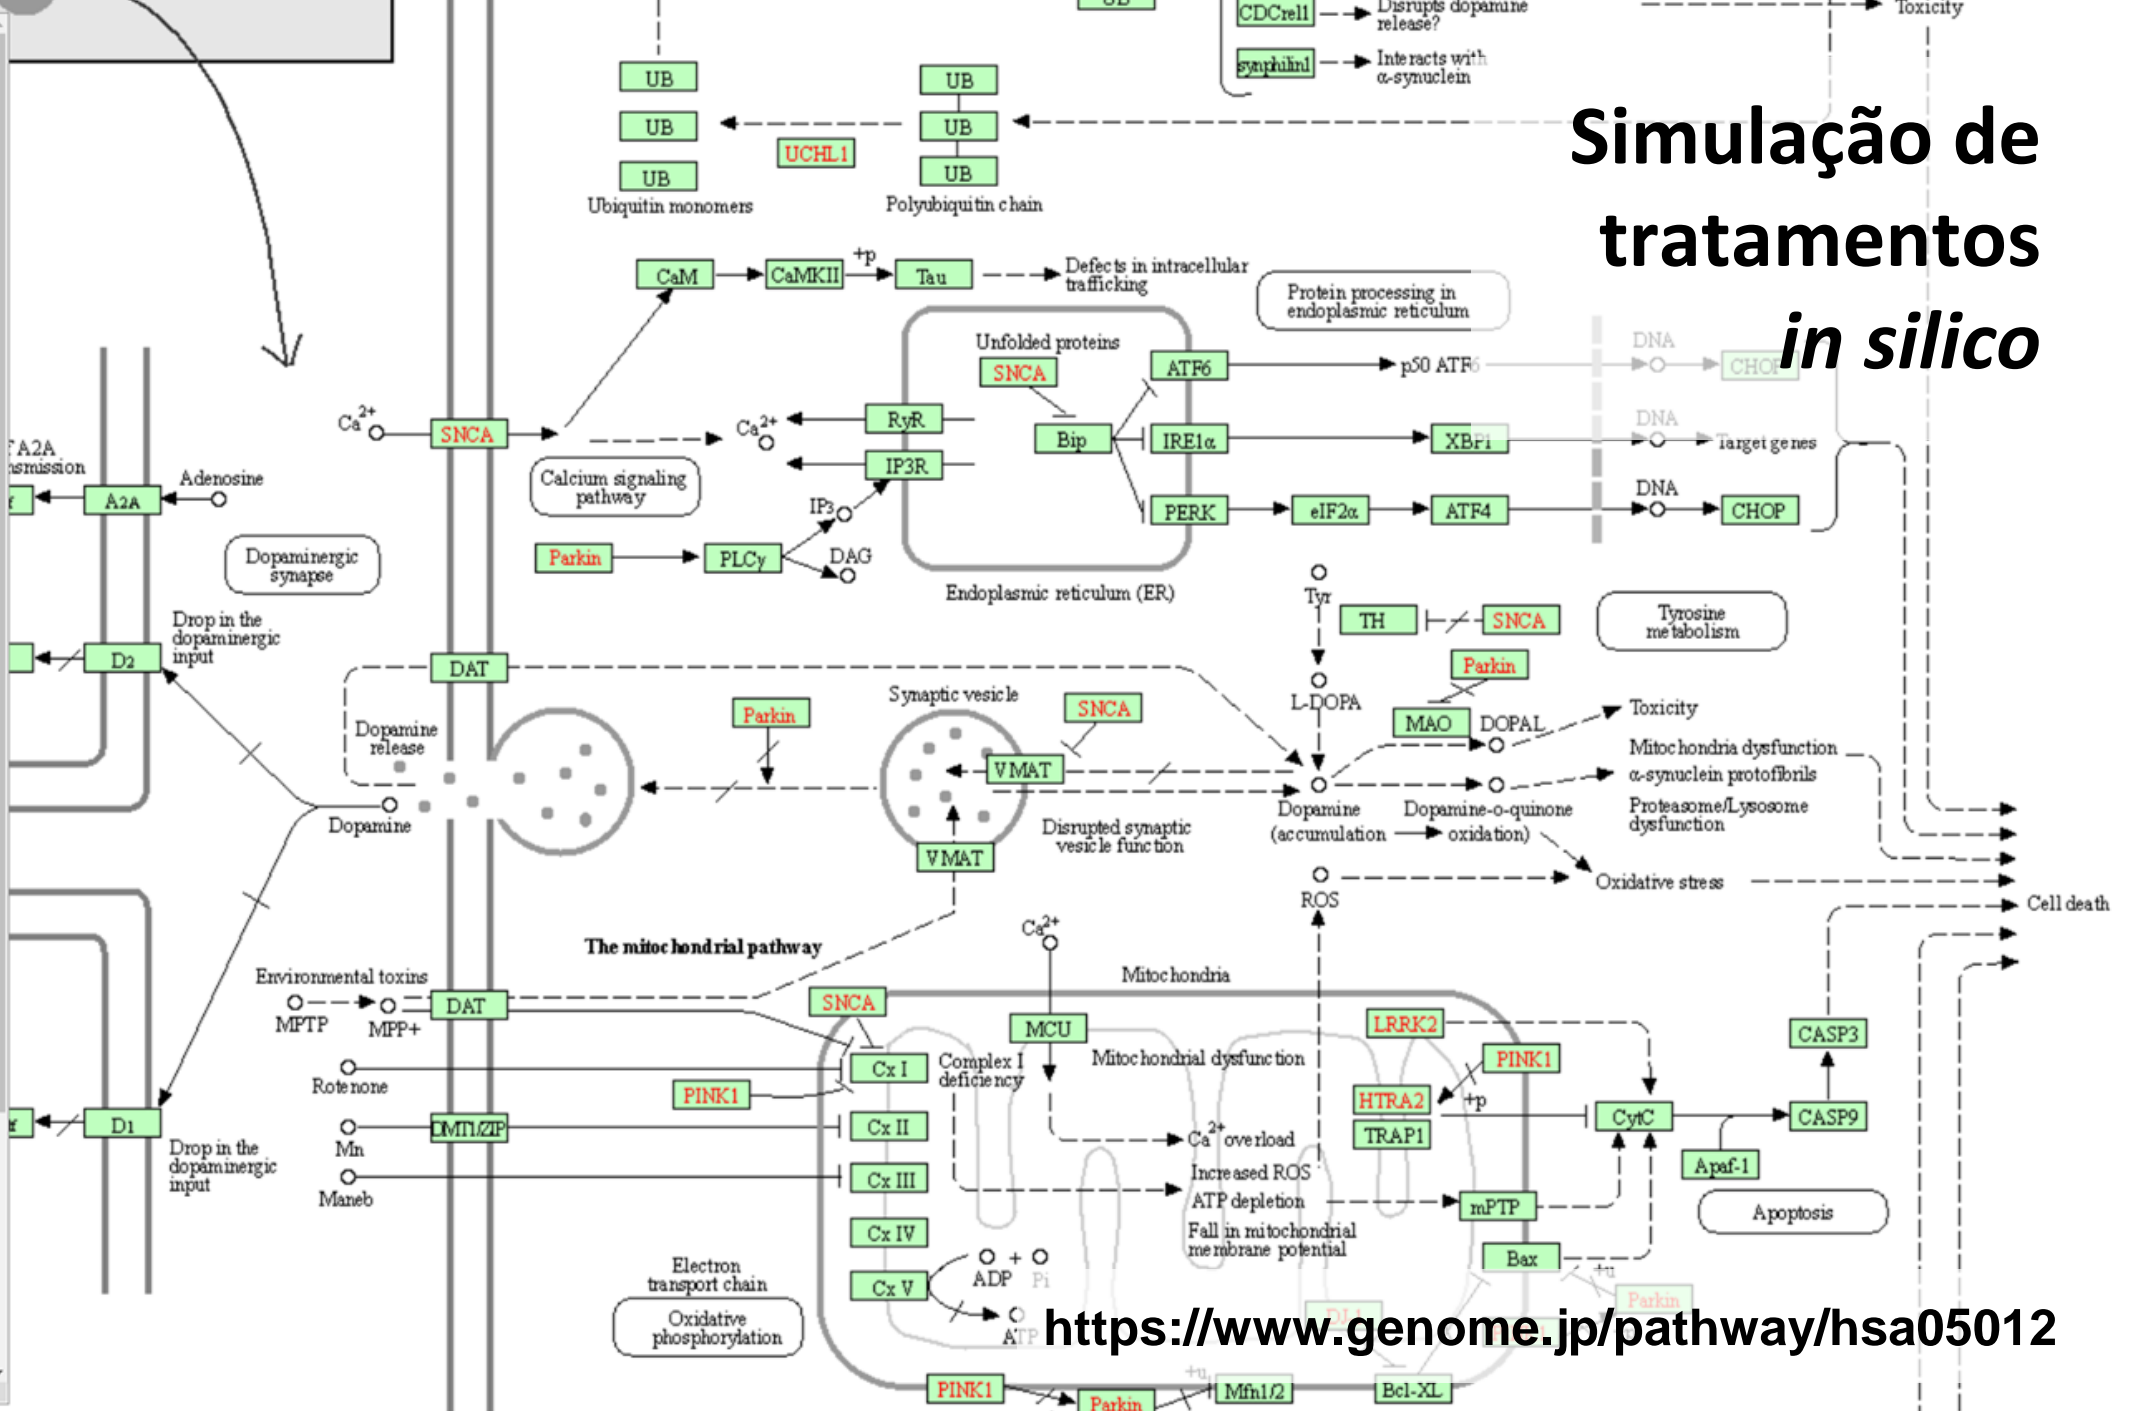 UB
CDCrel1
Disrupts dopamine
release?
Toxicity
synphilin1
Interacts with
α-synuclein
UB
UB
UB
UB
UB
UB
UCHL1
Ubiquitin monomers
Polyubiquitin chain
Simulação de
tratamentos
in silico
CaM
CaMKII
+p
Tau
Defects in intracellular
trafficking
Protein processing in
endoplasmic reticulum
Unfolded proteins
SNCA
ATF6
p50 ATF6
DNA
CHOP
Ca2+
SNCA
Ca2+
RyR
IP3R
Bip
IRE1α
XBP1
DNA
Target genes
Calcium signaling
pathway
IP3
DAG
Parkin
PLCγ
PERK
eIF2α
ATF4
DNA
CHOP
Endoplasmic reticulum (ER)
A2A
nsmission
A2A
Adenosine
Dopaminergic
synapse
Drop in the
dopaminergic
input
D2
DAT
Dopamine
release
Dopamine
Parkin
Synaptic vesicle
SNCA
VMAT
VMAT
Disrupted synaptic
vesicle function
Tyr
TH
SNCA
Tyrosine
metabolism
Parkin
L-DOPA
MAO
DOPAL
Toxicity
Mitochondria dysfunction
α-synuclein protofibrils
Proteasome/Lysosome
dysfunction
Dopamine
(accumulation
Dopamine-o-quinone
oxidation)
ROS
Oxidative stress
Cell death
The mitochondrial pathway
Ca2+
Mitochondria
Environmental toxins
MPTP
MPP+
DAT
SNCA
MCU
LRRK2
PINK1
CASP3
Rotenone
PINK1
Cx I
Complex I
deficiency
Mitochondrial dysfunction
HTRA2
+p
TRAP1
CytC
CASP9
D1
Mn
DMT1/ZIP
Cx II
Ca2+ overload
Apaf-1
Drop in the
dopaminergic
input
Maneb
Cx III
Increased ROS
ATP depletion
mPTP
Apoptosis
Cx IV
Fall in mitochondrial
membrane potential
Bax
+u
Electron
transport chain
Cx V
ADP
+
Pi
ATP
Parkin
DJ-1
PINK1
Oxidative
phosphorylation
https://www.genome.jp/pathway/hsa05012
PINK1
Parkin
+u
Mfn1/2
Bcl-XL